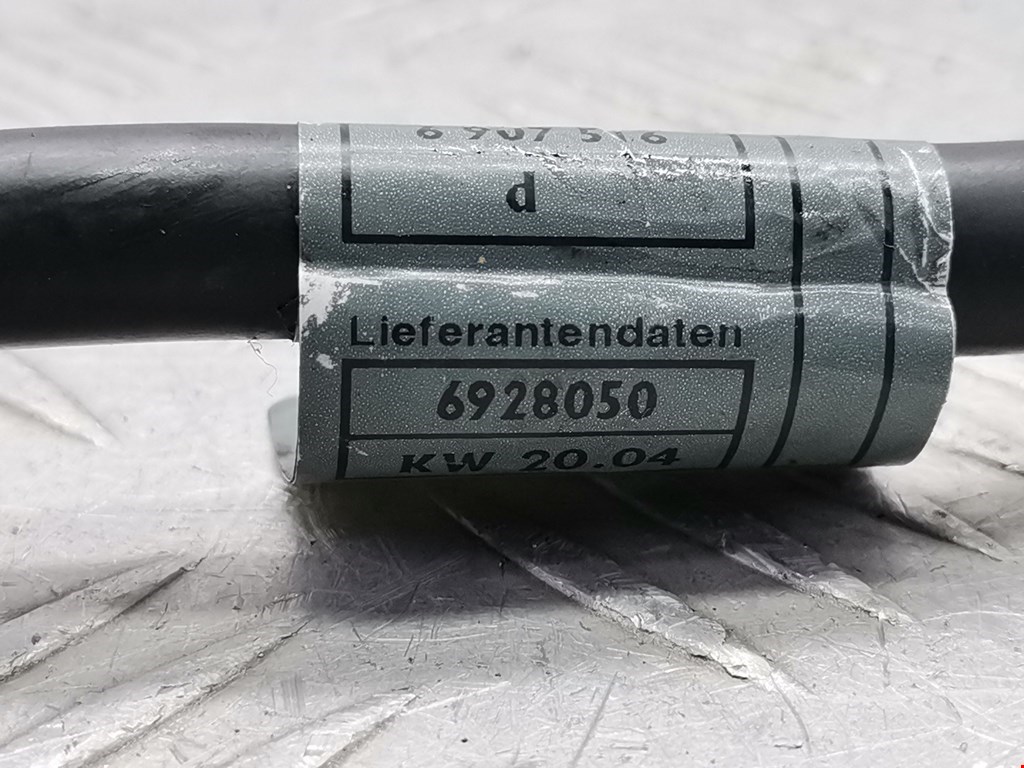 6 907 516
d
Lieferantendaten
6928050
KW 20.04